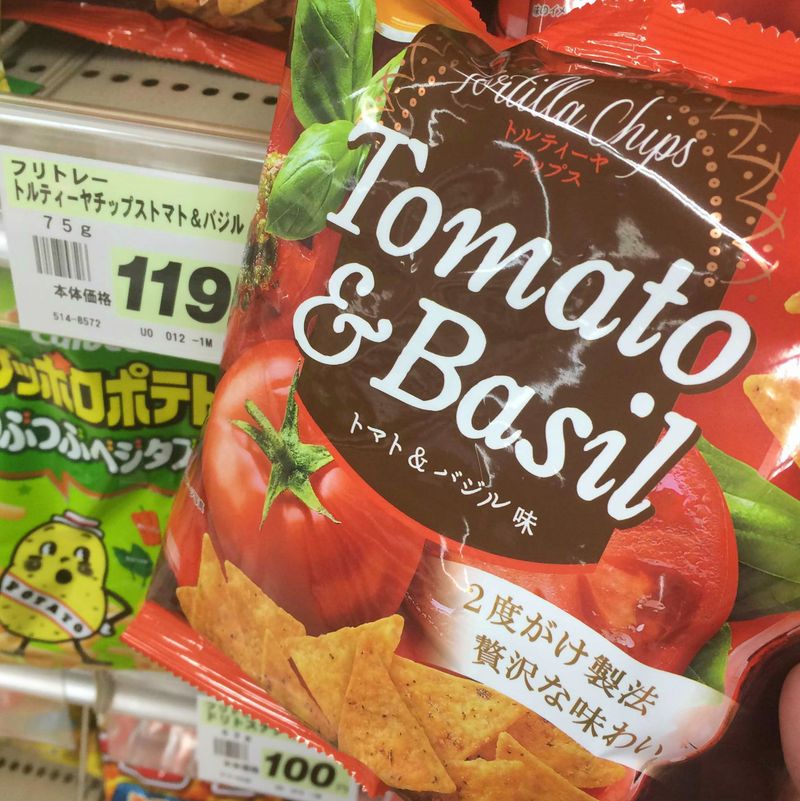 Tortilla Chips
トルティーヤ
チップス
Tomato
& Basil
トマト&バジル味
2度がけ製法
贅沢な味わい
フリトレー
トルティーヤチップストマト&バジル
75g
本体価格
119
514-8572
U0 012 -1M
サッポロポテト
つぶつぶベジタブ
POTATO
本体価格
100